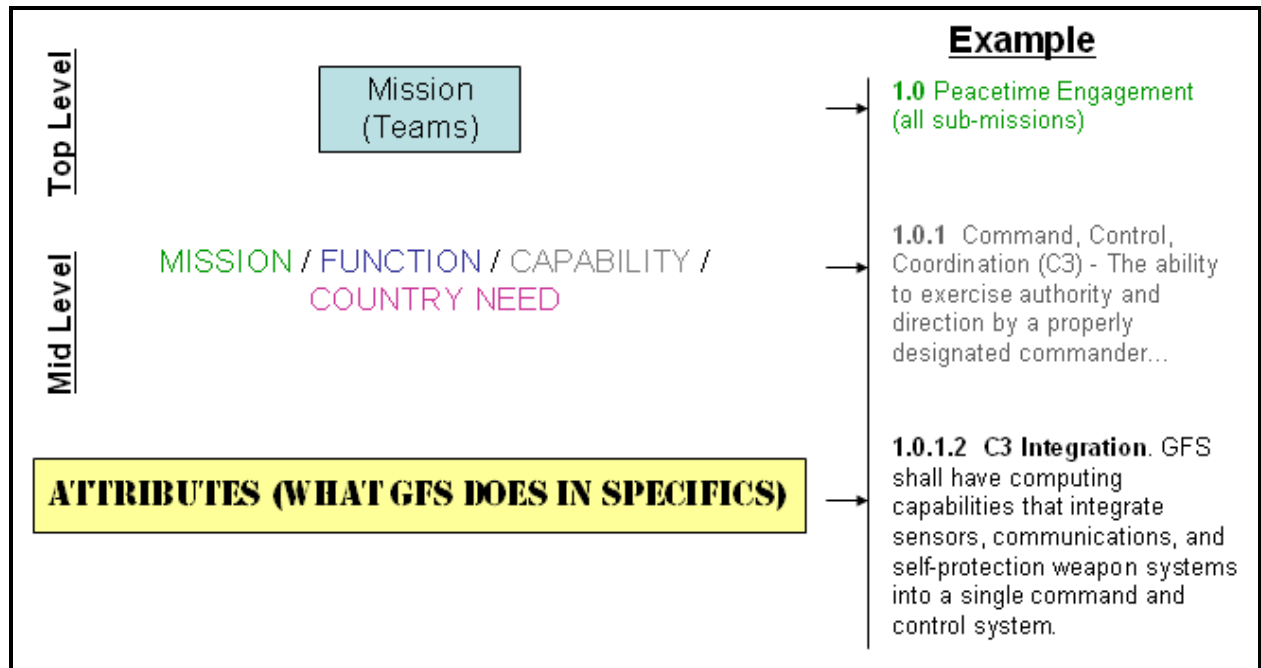 Example
Top Level
Mission
(Teams)
1.0 Peacetime Engagement
(all sub-missions)
Mid Level
MISSION / FUNCTION / CAPABILITY /
COUNTRY NEED
1.0.1 Command, Control,
Coordination (C3) - The ability
to exercise authority and
direction by a properly
designated commander...
ATTRIBUTES (WHAT GFS DOES IN SPECIFICS)
1.0.1.2 C3 Integration. GFS
shall have computing
capabilities that integrate
sensors, communications, and
self-protection weapon systems
into a single command and
control system.